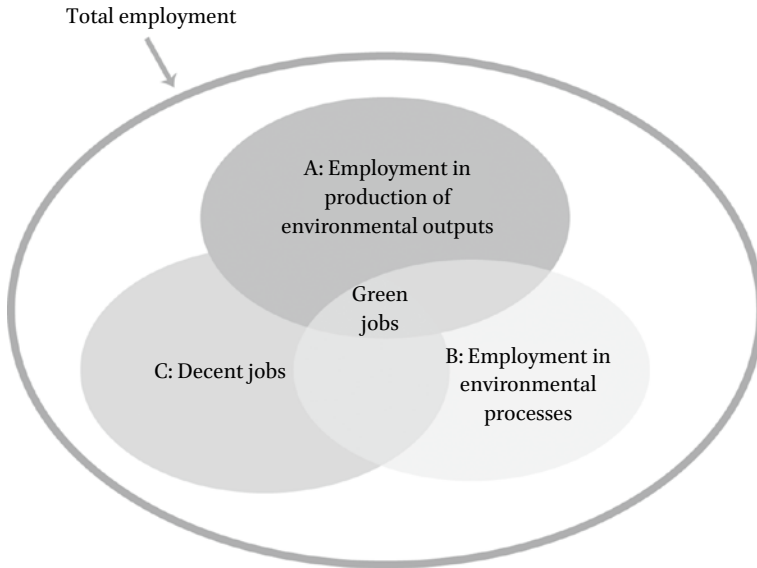 Total employment
A: Employment in
production of
environmental outputs
Green
jobs
C: Decent jobs
B: Employment in
environmental
processes